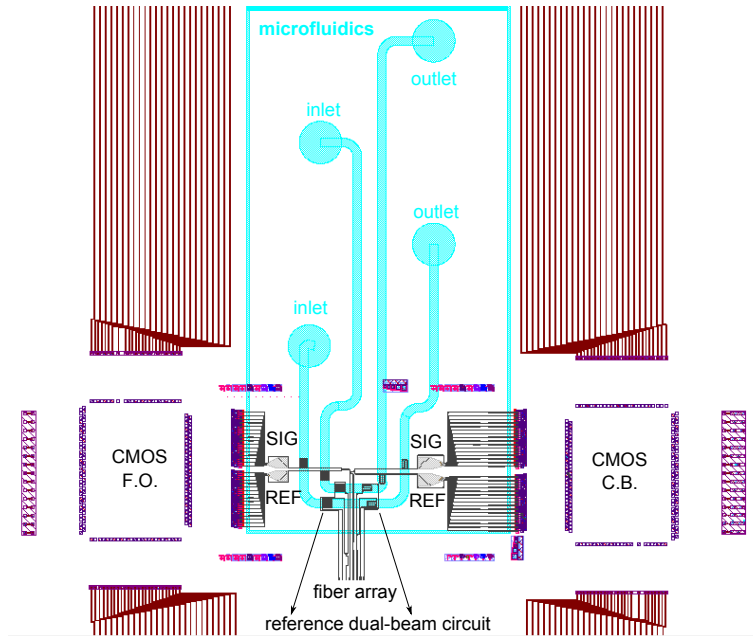 microfluidics
outlet
inlet
outlet
inlet
SIG
SIG
CMOS
F.O.
CMOS
C.B.
REF
REF
fiber array
reference dual-beam circuit